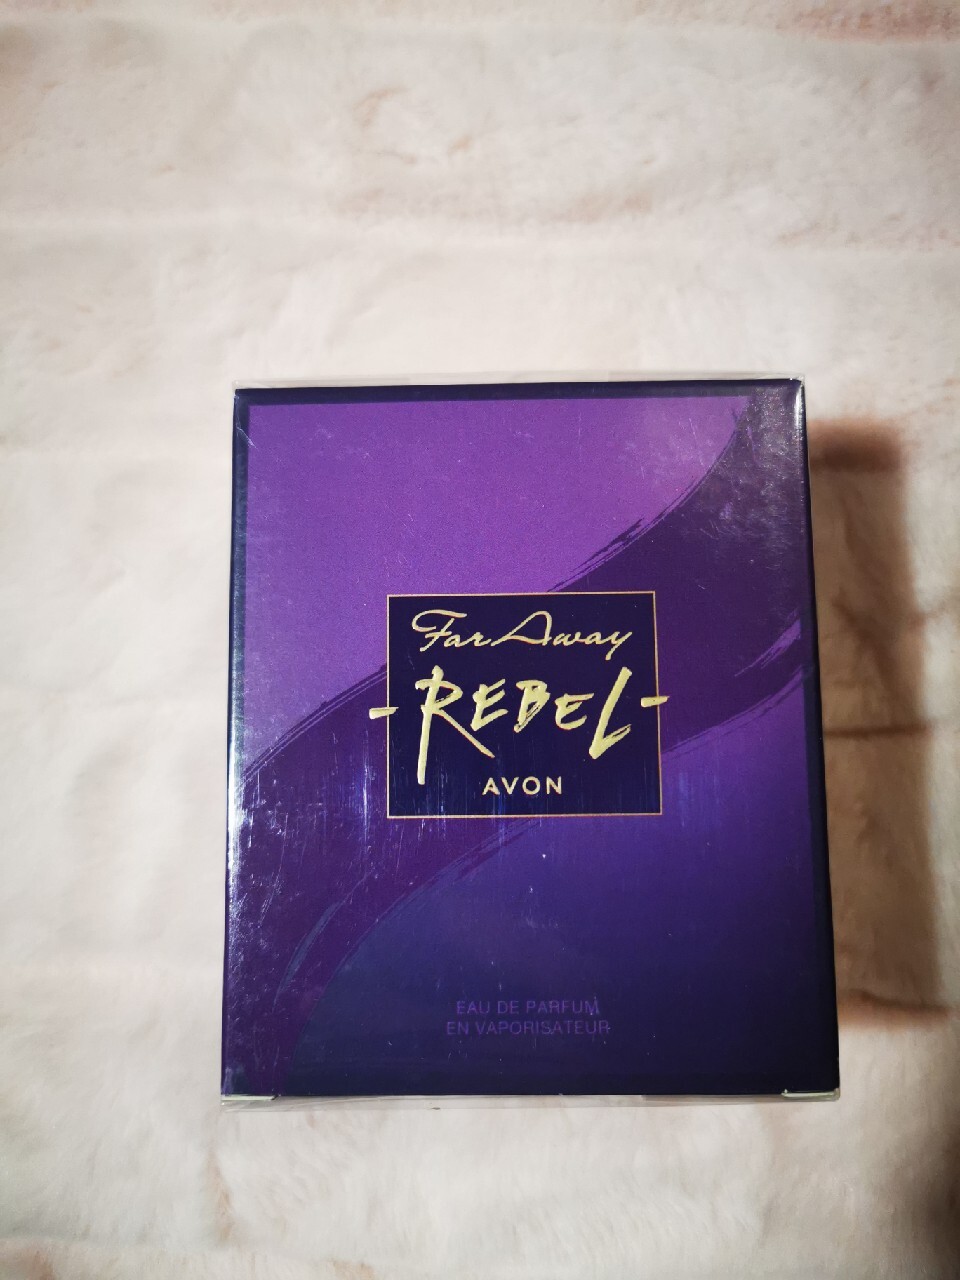 Far Away
-REBEL-
AVON
EAU DE PARFUM
EN VAPORISATEUR